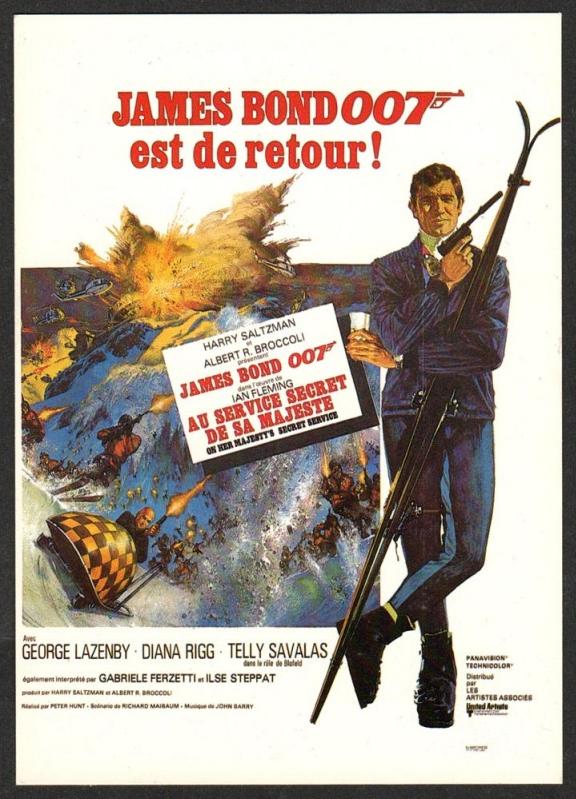 JAMES BOND 007
est de retour!
HARRY SALTZMAN
et
ALBERT R. BROCCOLI
présentent
JAMES BOND 007
dans l'œuvre de
IAN FLEMING
AU SERVICE SECRET
DE SA MAJESTE
ON HER MAJESTY'S SECRET SERVICE
Avec
GEORGE LAZENBY · DIANA RIGG · TELLY SAVALAS
dans le rôle de Blofeld
également interprété par GABRIELE FERZETTI et ILSE STEPPAT
produit par HARRY SALTZMAN et ALBERT R. BROCCOLI
Réalisé par PETER HUNT - Scénario de RICHARD MAIBAUM - Musique de JOHN BARRY
PANAVISION®
TECHNICOLOR®
Distribué
par
LES
ARTISTES ASSOCIÉS
United Artists